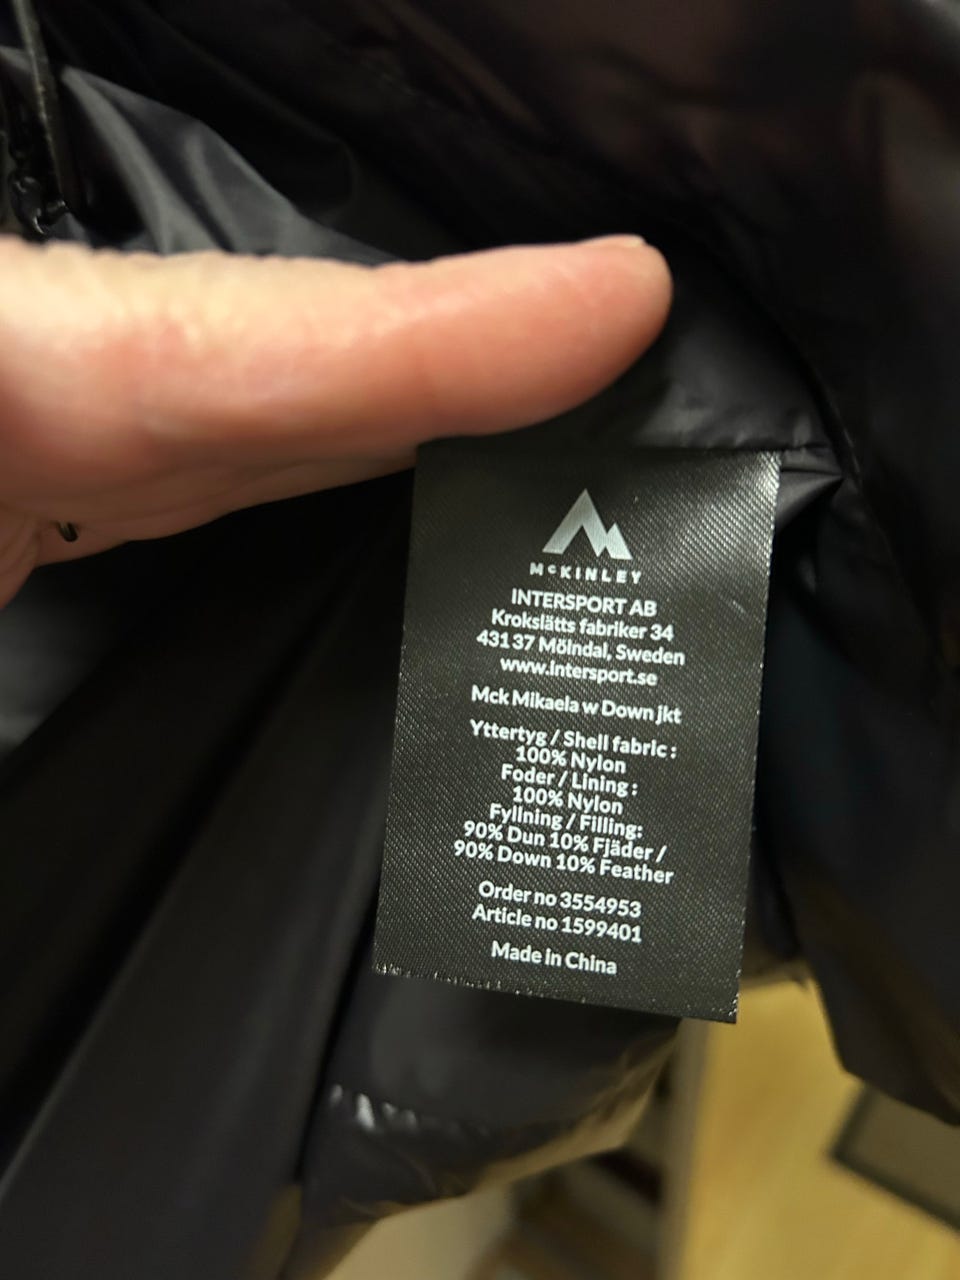 McKINLEY
INTERSPORT AB
Krokslätts fabriker 34
43137 Mölndal, Sweden
www.intersport.se
Mck Mikaela w Down jkt
Yttertyg / Shell fabric :
100% Nylon
Foder / Lining :
100% Nylon
Fyllning / Filling:
90% Dun 10% Fjäder /
90% Down 10% Feather
Order no 3554953
Article no 1599401
Made in China